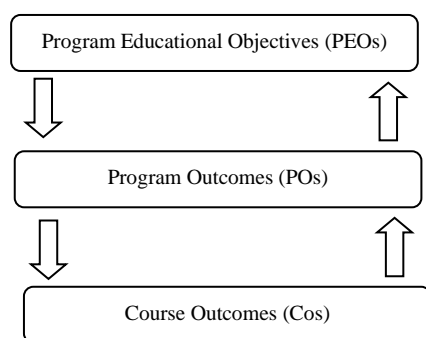 Program Educational Objectives (PEOs)
Program Outcomes (POs)
Course Outcomes (Cos)